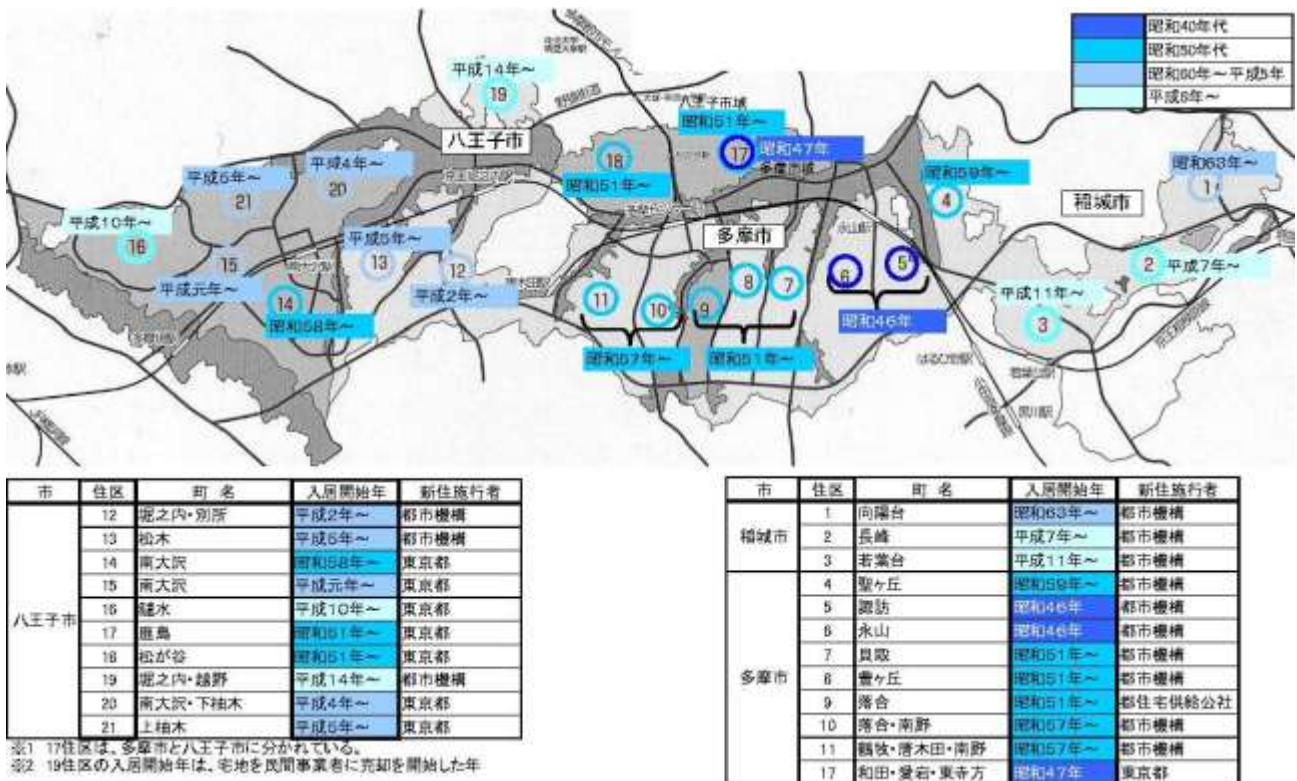 昭和40年代
昭和50年代
昭和60年～平成5年
平成6年～
平成14年～
19
八王子市
八王子市域
昭和51年～
17
昭和47年
多摩市域
18
昭和51年～
平成4年～
20
平成5年～
21
平成10年～
16
15
平成元年～
14
昭和58年～
平成5年～
13
12
平成2年～
多摩市
永山駅
11
10
9
8
7
6
5
昭和57年～
昭和51年～
昭和46年
昭和59年～
4
稲城市
昭和63年～
1
2
平成7年～
平成11年～
3
はるひ野駅
黒川駅
市 住区 町 名 入居開始年 新住施行者
八王子市
12 堀之内・別所 平成2年～ 都市機構
13 松木 平成5年～ 都市機構
14 南大沢 昭和58年～ 東京都
15 南大沢 平成元年～ 東京都
16 鑓水 平成10年～ 東京都
17 鹿島 昭和51年～ 東京都
18 松が谷 昭和51年～ 東京都
19 堀之内・越野 平成14年～ 都市機構
20 南大沢・下柚木 平成4年～ 東京都
21 上柚木 平成5年～ 東京都
※1 17住区は、多摩市と八王子市に分かれている。
※2 19住区の入居開始年は、宅地を民間事業者に売却を開始した年
市 住区 町 名 入居開始年 新住施行者
稲城市
1 向陽台 昭和63年～ 都市機構
2 長峰 平成7年～ 都市機構
3 若葉台 平成11年～ 都市機構
多摩市
4 聖ヶ丘 昭和59年～ 都市機構
5 諏訪 昭和46年 都市機構
6 永山 昭和46年 都市機構
7 貝取 昭和51年～ 都市機構
8 豊ヶ丘 昭和51年～ 都市機構
9 落合 昭和51年～ 都住宅供給公社
10 落合・南野 昭和57年～ 都市機構
11 鶴牧・唐木田・南野 昭和57年～ 都市機構
17 和田・愛宕・東寺方 昭和47年 東京都